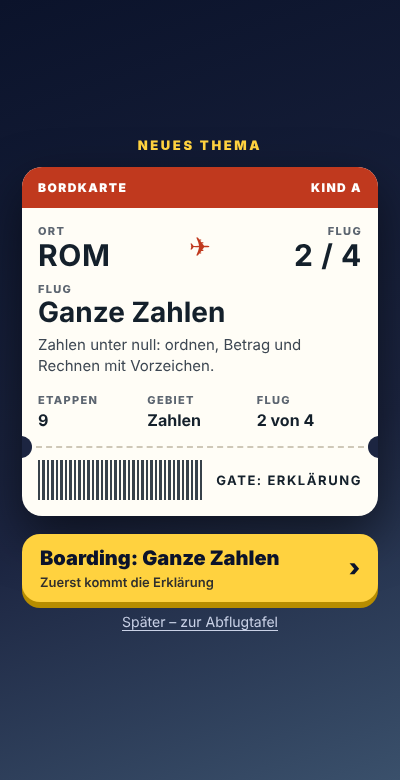 NEUES THEMA
BORDKARTE KIND A
ORT FLUG
ROM ✈ 2 / 4
FLUG
Ganze Zahlen
Zahlen unter null: ordnen, Betrag und
Rechnen mit Vorzeichen.
ETAPPEN GEBIET FLUG
9 Zahlen 2 von 4
GATE: ERKLÄRUNG
Boarding: Ganze Zahlen
Zuerst kommt die Erklärung
›
Später – zur Abflugtafel